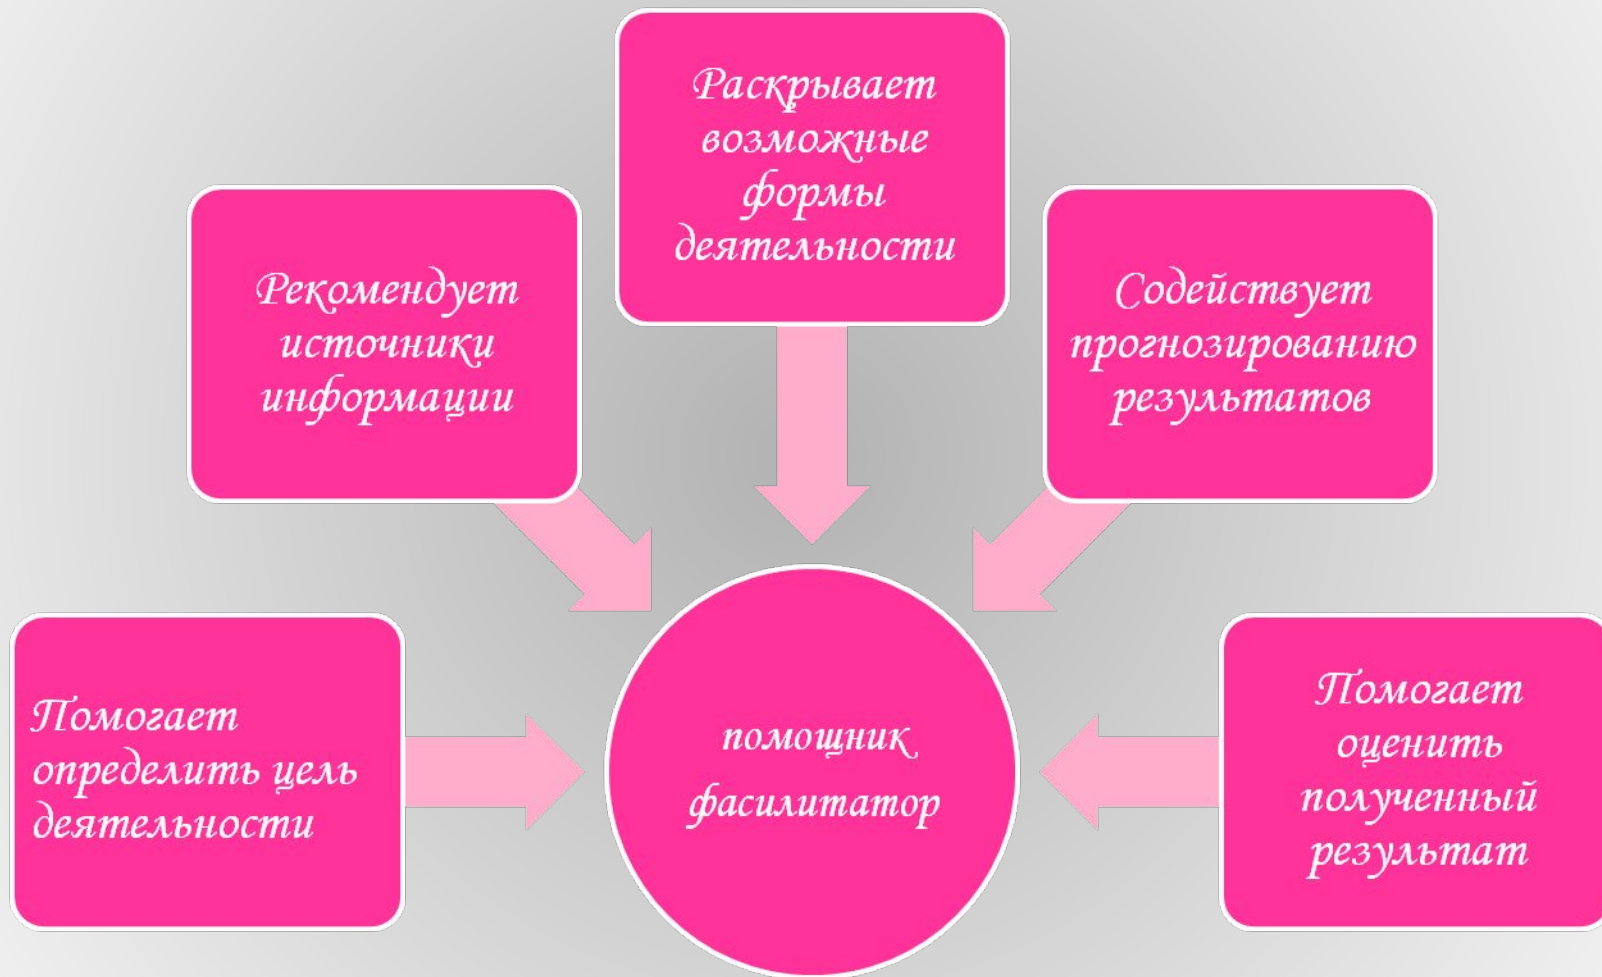 Раскрывает
возможные
формы
деятельности
Рекомендует
источники
информации
Содействует
прогнозированию
результатов
Помогает
определить цель
деятельности
помощник
фасилитатор
Помогает
оценить
полученный
результат